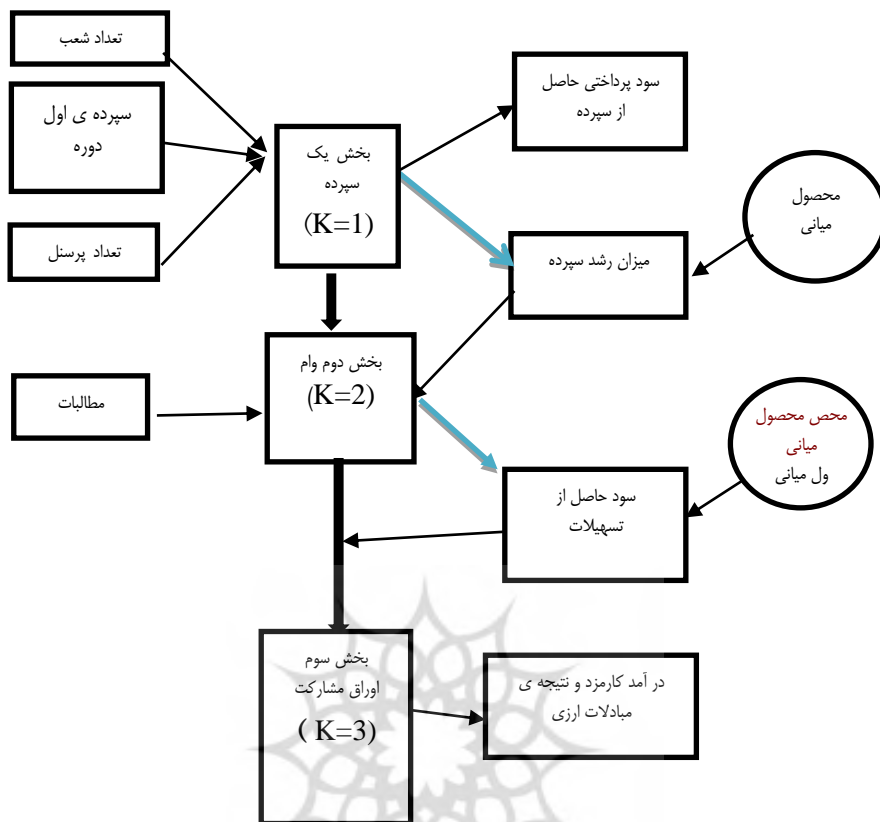 تعداد شعب
سپرده ی اول
دوره
تعداد پرسنل
بخش یک
سپرده
(K=1)
سود پرداختی حاصل
از سپرده
محصول
میانی
میزان رشد سپرده
بخش دوم وام
(K=2)
مطالبات
محص محصول
میانی
ول میانی
سود حاصل از
تسهیلات
بخش سوم
اوراق مشارکت
( K=3)
در آمد کارمزد و نتیجه ی
مبادلات ارزی